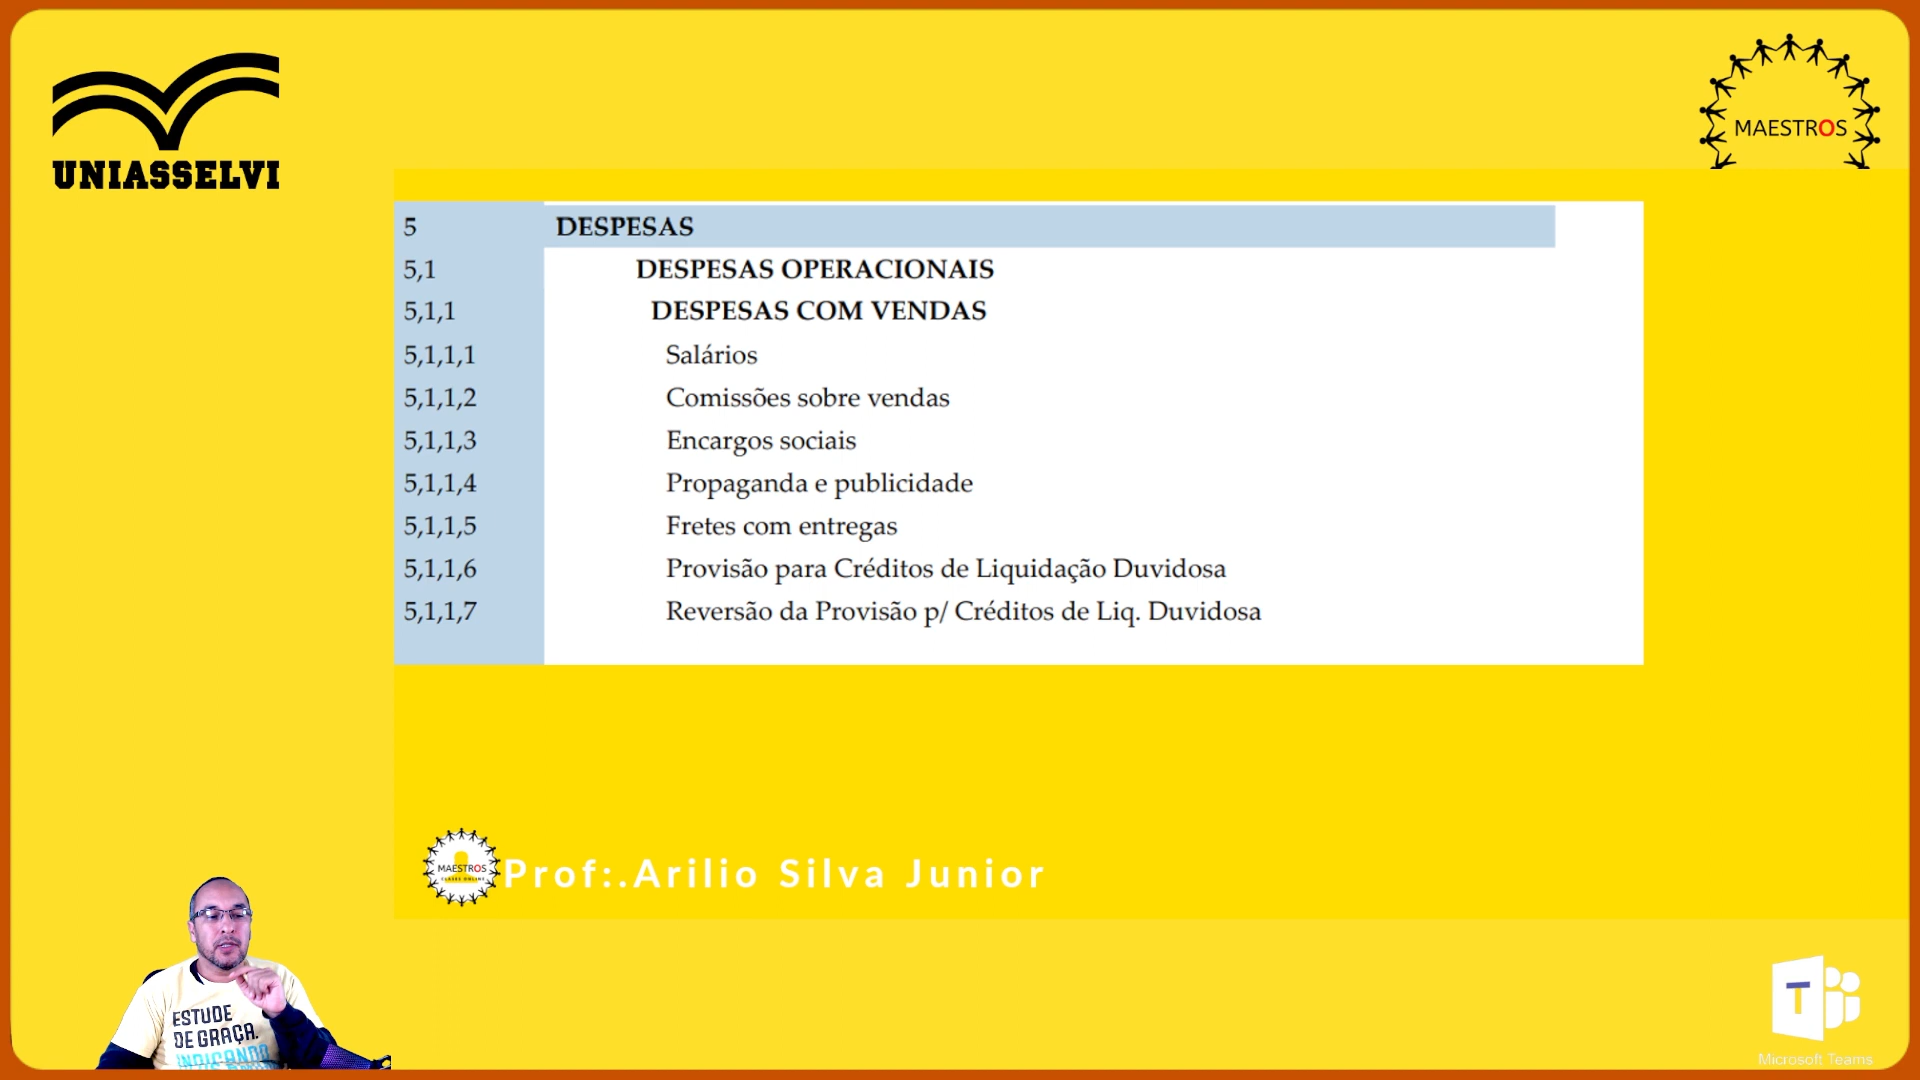 UNIASSELVI
MAESTROS
5 DESPESAS
5,1 DESPESAS OPERACIONAIS
5,1,1 DESPESAS COM VENDAS
5,1,1,1 Salários
5,1,1,2 Comissões sobre vendas
5,1,1,3 Encargos sociais
5,1,1,4 Propaganda e publicidade
5,1,1,5 Fretes com entregas
5,1,1,6 Provisão para Créditos de Liquidação Duvidosa
5,1,1,7 Reversão da Provisão p/ Créditos de Liq. Duvidosa
MAESTROS
Prof:.Arilio Silva Junior
ESTUDE
DE GRAÇA.
INDICANDO
T
Microsoft Teams